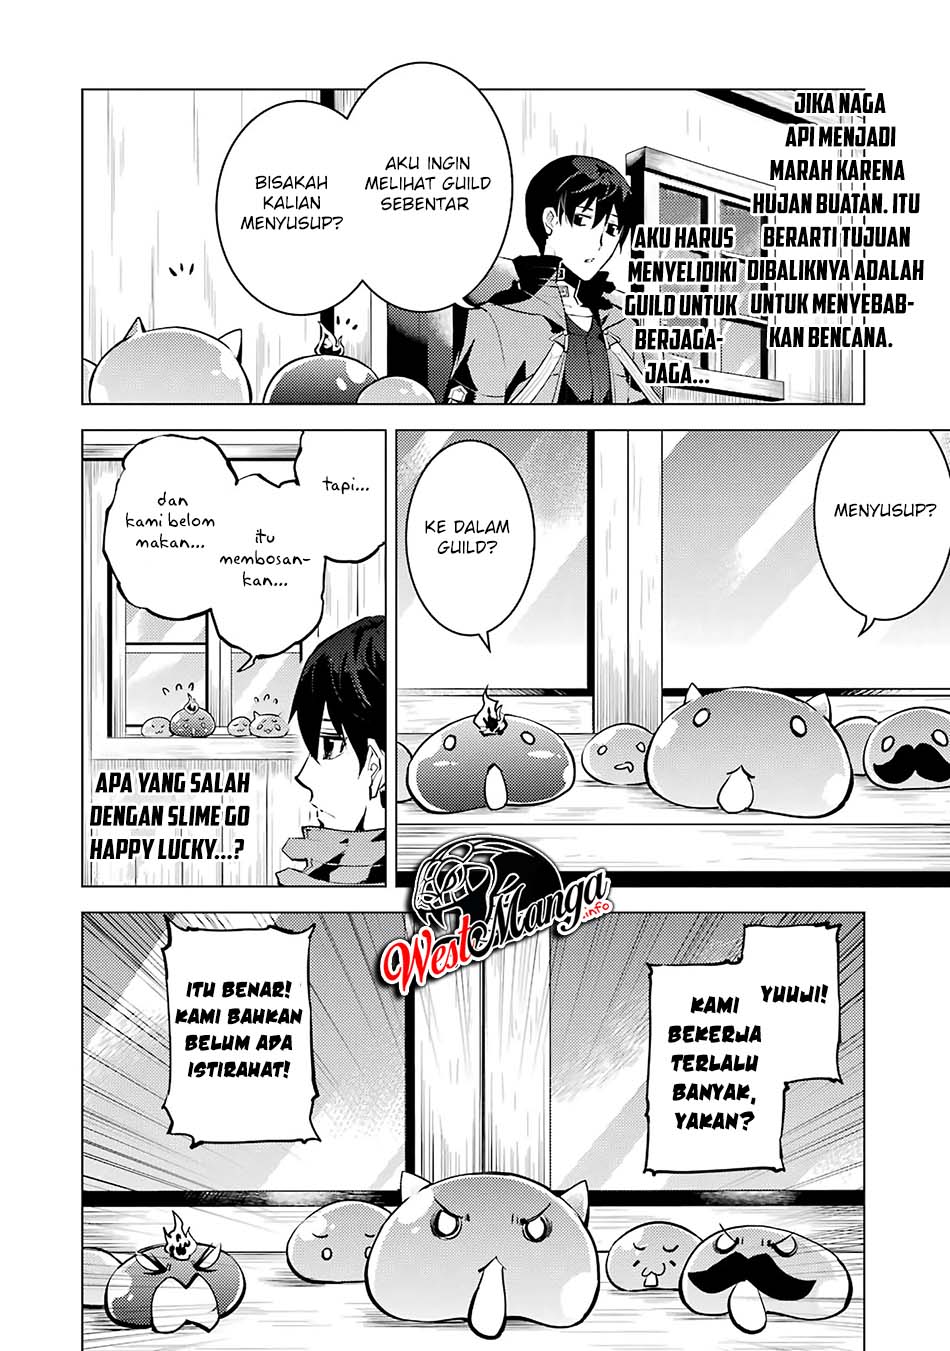 JIKA NAGA
API MENJADI
MARAH KARENA
HUJAN BUATAN. ITU
BERARTI TUJUAN
DIBALIKNYA ADALAH
UNTUK MENYEBAB-
KAN BENCANA.
AKU HARUS
MENYELIDIKI
GUILD UNTUK
BERJAGA-
JAGA...
AKU INGIN
MELIHAT GUILD
SEBENTAR
BISAKAH
KALIAN
MENYUSUP?
MENYUSUP?
KE DALAM
GUILD?
tapi...
itu
membosan-
kan...
dan
kami belom
makan...
APA YANG SALAH
DENGAN SLIME GO
HAPPY LUCKY...?
WestManga
.info
YUUJI!
KAMI
BEKERJA
TERLALU
BANYAK,
YAKAN?
ITU BENAR!
KAMI BAHKAN
BELUM ADA
ISTIRAHAT!